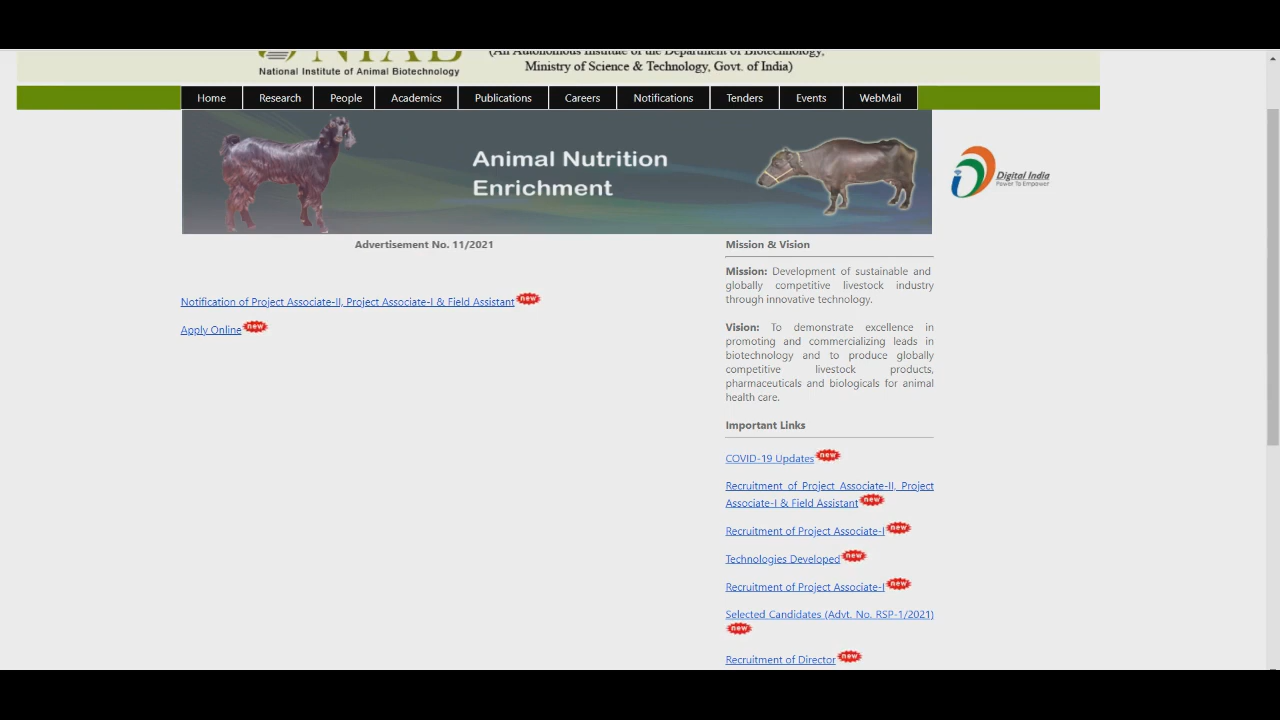 NIAB
(An Autonomous Institute of the Department of Biotechnology,
National Institute of Animal Biotechnology
Ministry of Science & Technology, Govt. of India)
Home Research People Academics Publications Careers Notifications Tenders Events WebMail
Animal Nutrition
Enrichment
Digital India
Power To Empower
Advertisement No. 11/2021
Notification of Project Associate-II, Project Associate-I & Field Assistant new
Apply Online new
Mission & Vision
Mission: Development of sustainable and
globally competitive livestock industry
through innovative technology.
Vision: To demonstrate excellence in
promoting and commercializing leads in
biotechnology and to produce globally
competitive livestock products,
pharmaceuticals and biologicals for animal
health care.
Important Links
COVID-19 Updates new
Recruitment of Project Associate-II, Project
Associate-I & Field Assistant new
Recruitment of Project Associate-I new
Technologies Developed new
Recruitment of Project Associate-I new
Selected Candidates (Advt. No. RSP-1/2021)
new
Recruitment of Director new